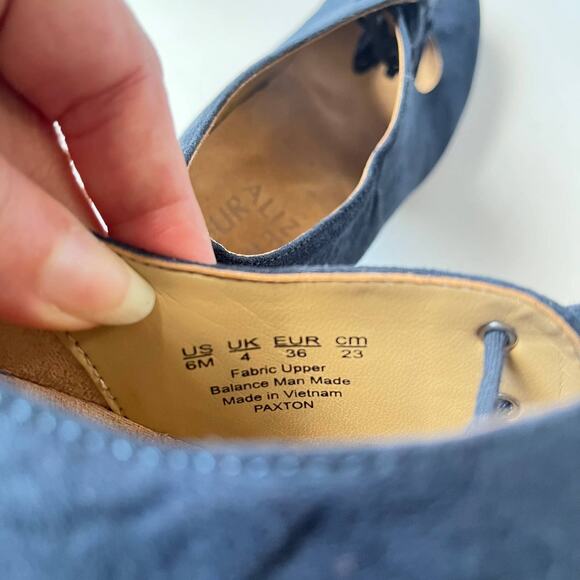 US UK EUR cm
6M 4 36 23
Fabric Upper
Balance Man Made
Made in Vietnam
PAXTON